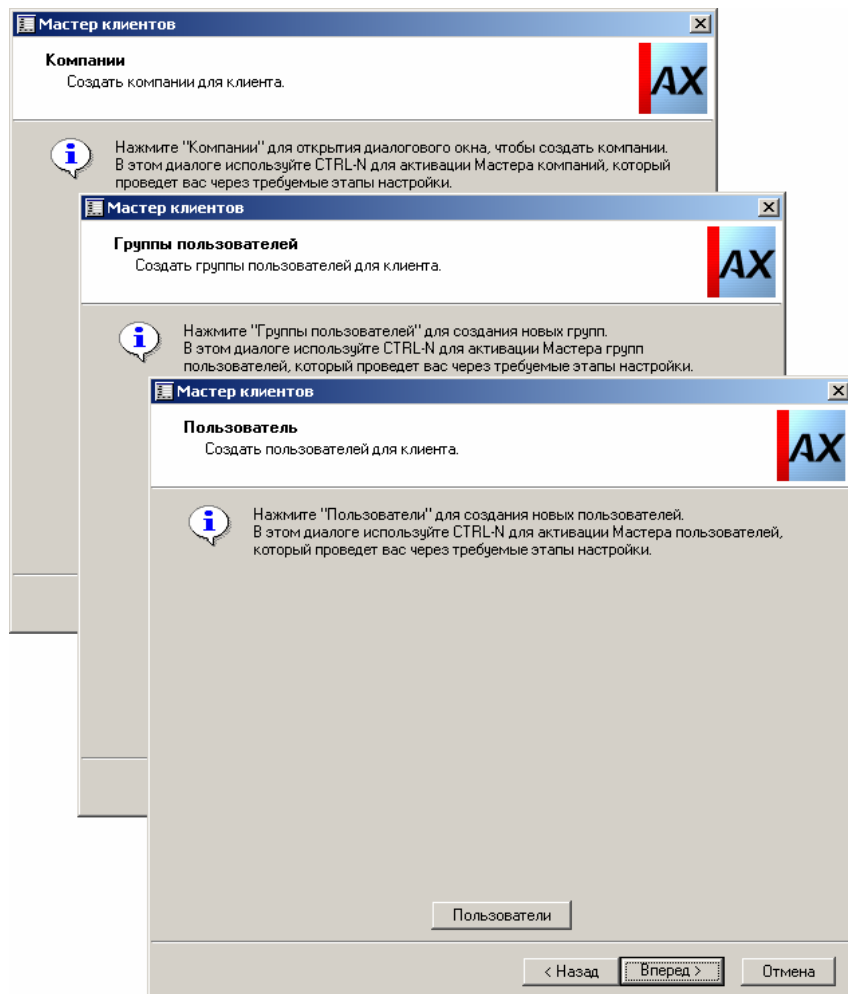 Мастер клиентов
Компании
Создать компании для клиента.
AX
Нажмите "Компании" для открытия диалогового окна, чтобы создать компании.
В этом диалоге используйте CTRL-N для активации Мастера компаний, который
проведет вас через требуемые этапы настройки.
Мастер клиентов
Группы пользователей
Создать группы пользователей для клиента.
AX
Нажмите "Группы пользователей" для создания новых групп.
В этом диалоге используйте CTRL-N для активации Мастера групп
пользователей, который проведет вас через требуемые этапы настройки.
Мастер клиентов
Пользователь
Создать пользователей для клиента.
AX
Нажмите "Пользователи" для создания новых пользователей.
В этом диалоге используйте CTRL-N для активации Мастера пользователей,
который проведет вас через требуемые этапы настройки.
Пользователи
< Назад Вперед > Отмена